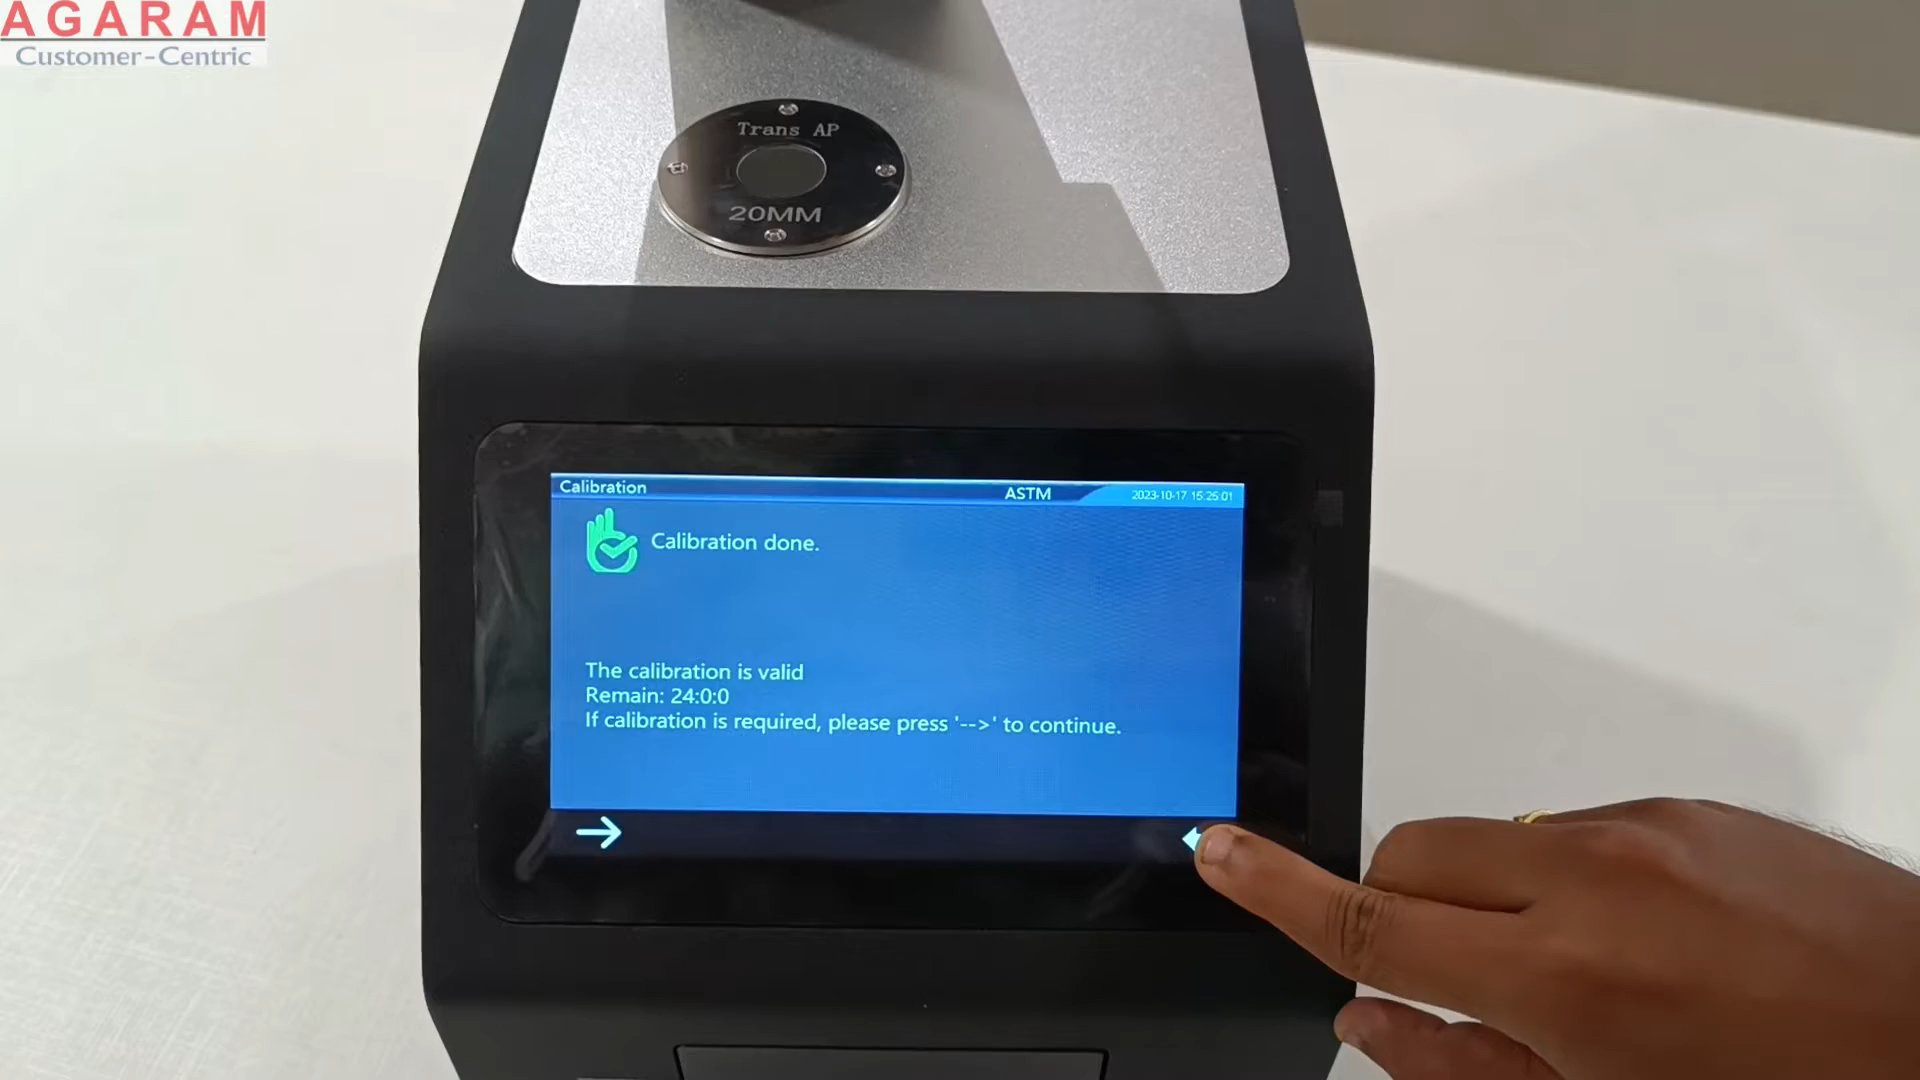 AGARAM
Customer-Centric
Trans AP
20MM
Calibration
ASTM
2023-10-17 15:25:01
Calibration done.
The calibration is valid
Remain: 24:0:0
If calibration is required, please press '-->' to continue.